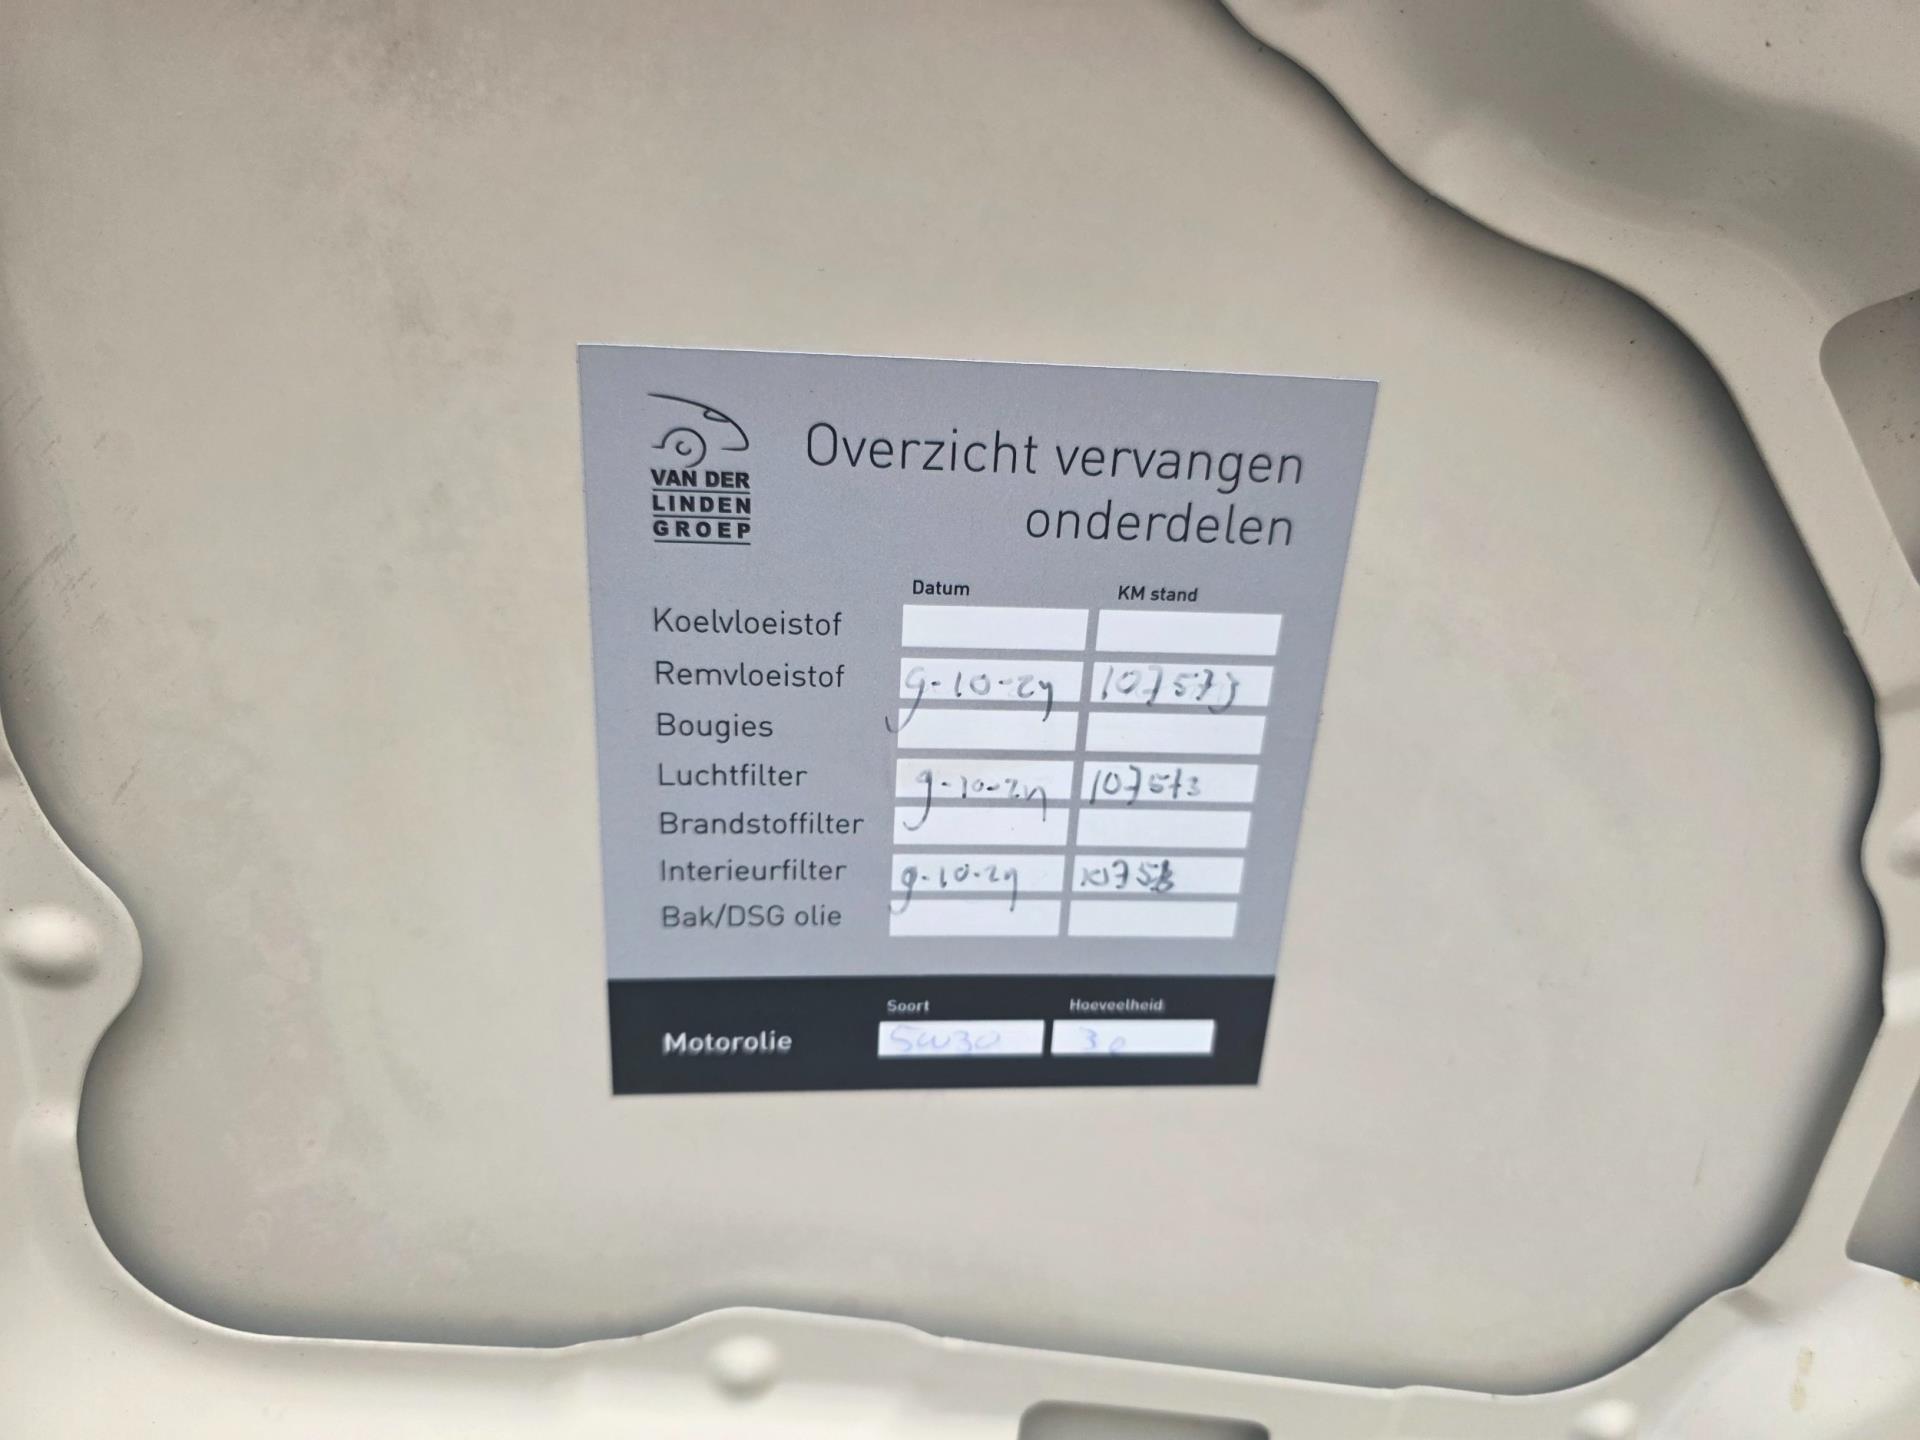 VAN DER
LINDEN
GROEP
Overzicht vervangen
onderdelen
Datum KM stand
Koelvloeistof
Remvloeistof 9-10-24 107573
Bougies
Luchtfilter 9-10-24 107573
Brandstoffilter
Interieurfilter 9-10-24
Bak/DSG olie
Soort Hoeveelheid
Motorolie 5W30